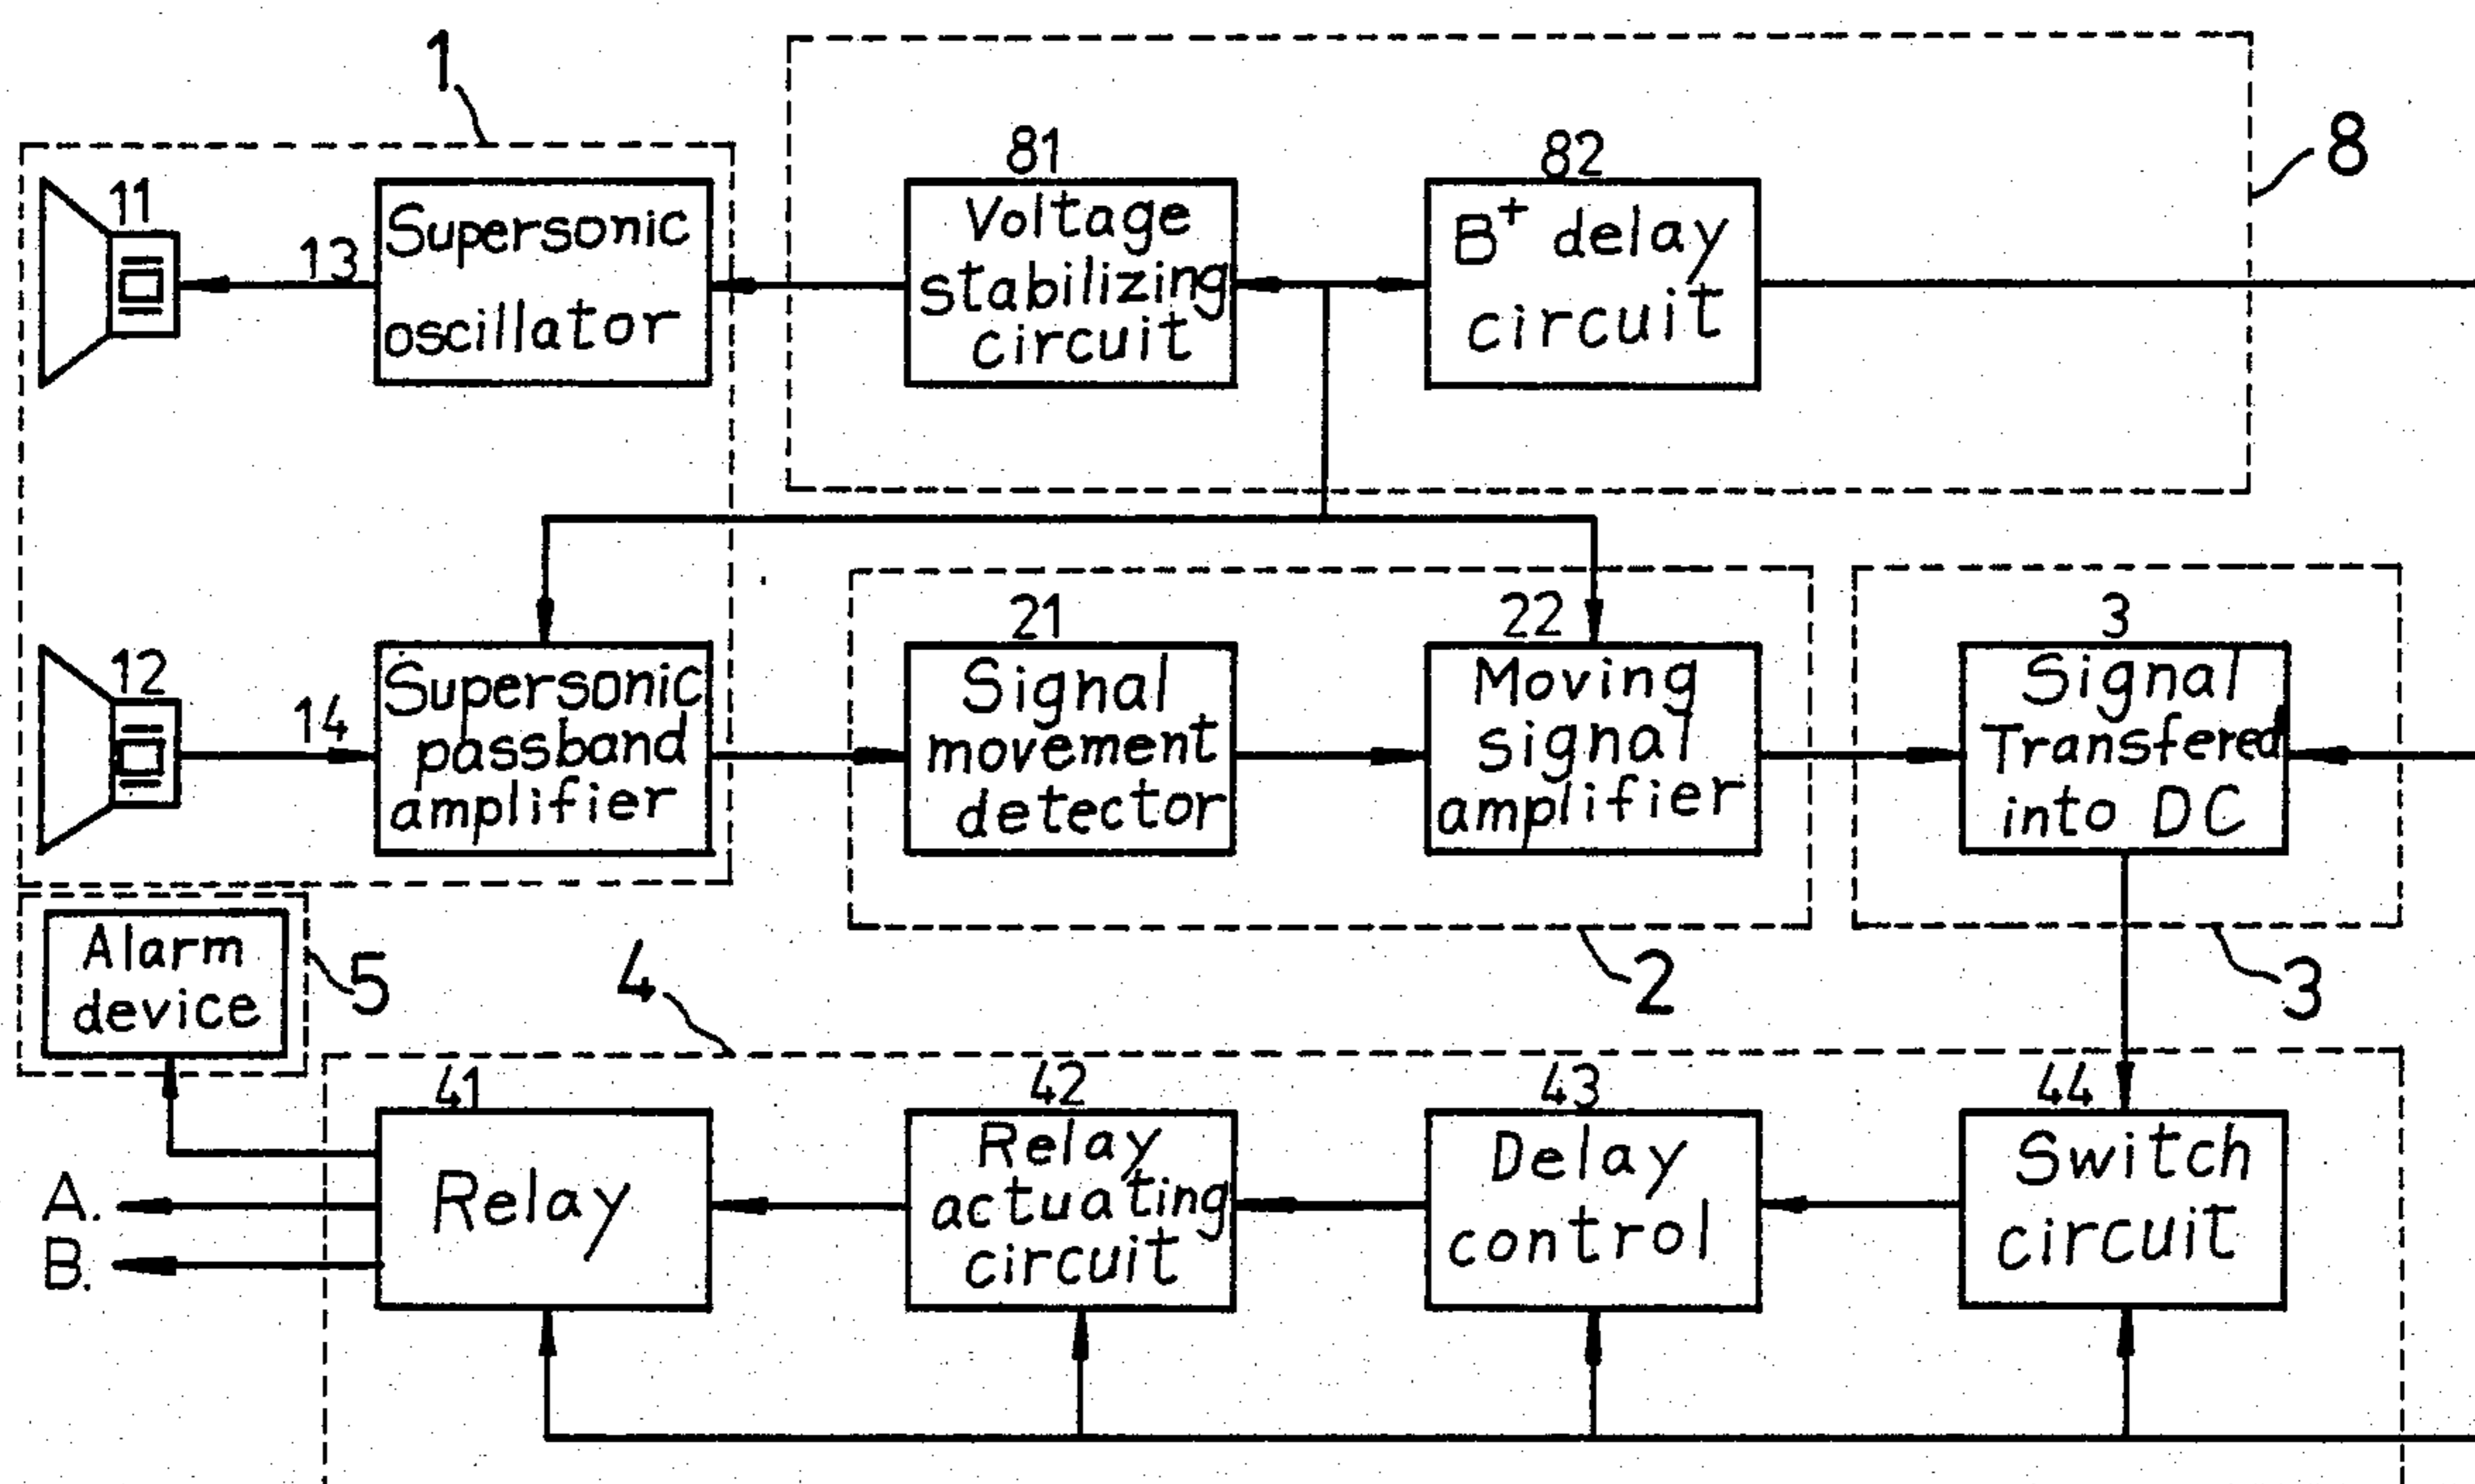 1
8
81
82
11
13
Supersonic
oscillator
Voltage
stabilizing
circuit
B+ delay
circuit
12
14
Supersonic
passband
amplifier
21
Signal
movement
detector
22
Moving
signal
amplifier
3
Signal
Transfered
into DC
Alarm
device
5
4
2
3
41
Relay
42
Relay
actuating
circuit
43
Delay
control
44
Switch
circuit
A.
B.